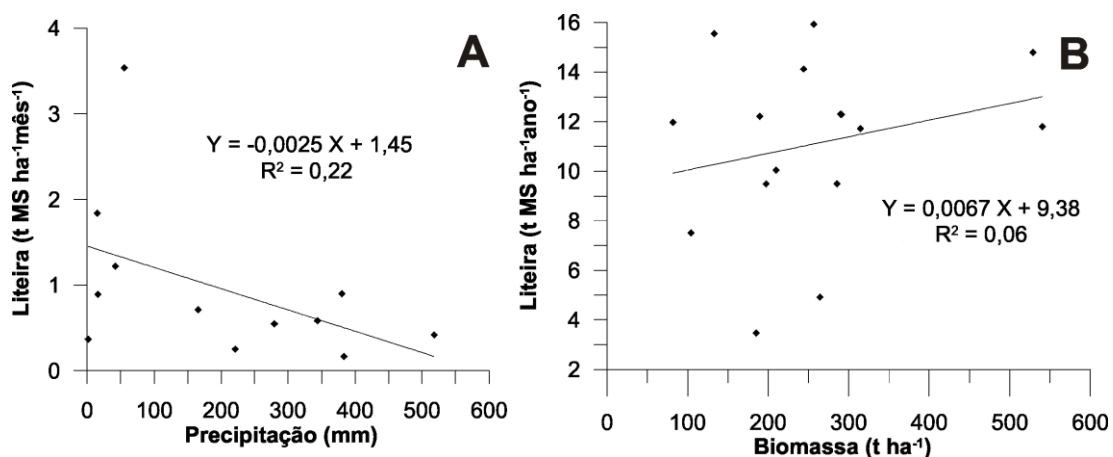 A
Liteira (t MS ha⁻¹mês⁻¹)
4
3
2
1
0
Y = -0,0025 X + 1,45
R² = 0,22
0 100 200 300 400 500 600
Precipitação (mm)
B
Liteira (t MS ha⁻¹ano⁻¹)
16
14
12
10
8
6
4
2
Y = 0,0067 X + 9,38
R² = 0,06
0 100 200 300 400 500 600
Biomassa (t ha⁻¹)